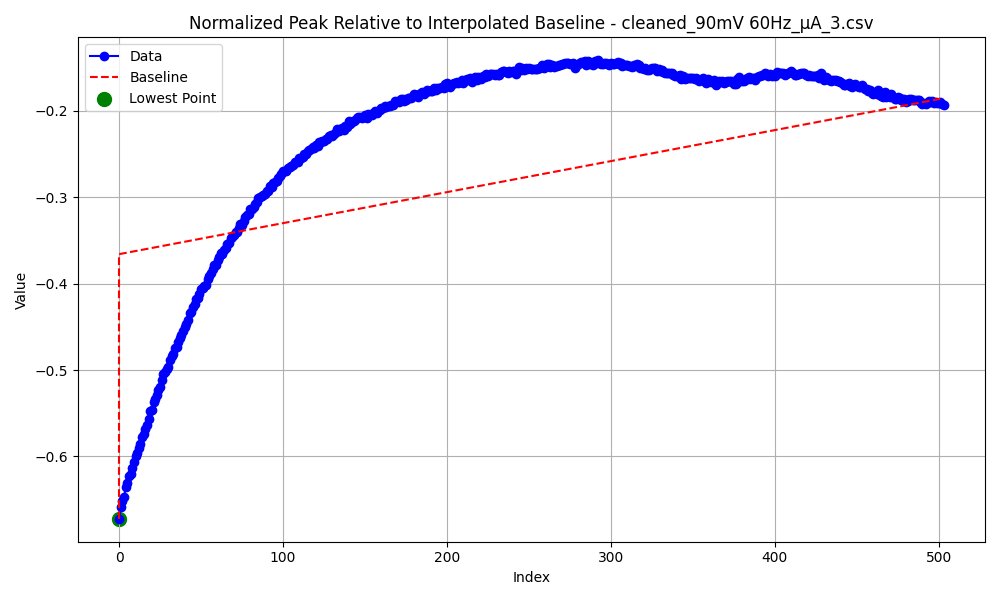 Normalized Peak Relative to Interpolated Baseline - cleaned_90mV 60Hz_µA_3.csv
Data
Baseline
Lowest Point
−0.2
−0.3
−0.4
−0.5
−0.6
Value
0 100 200 300 400 500
Index